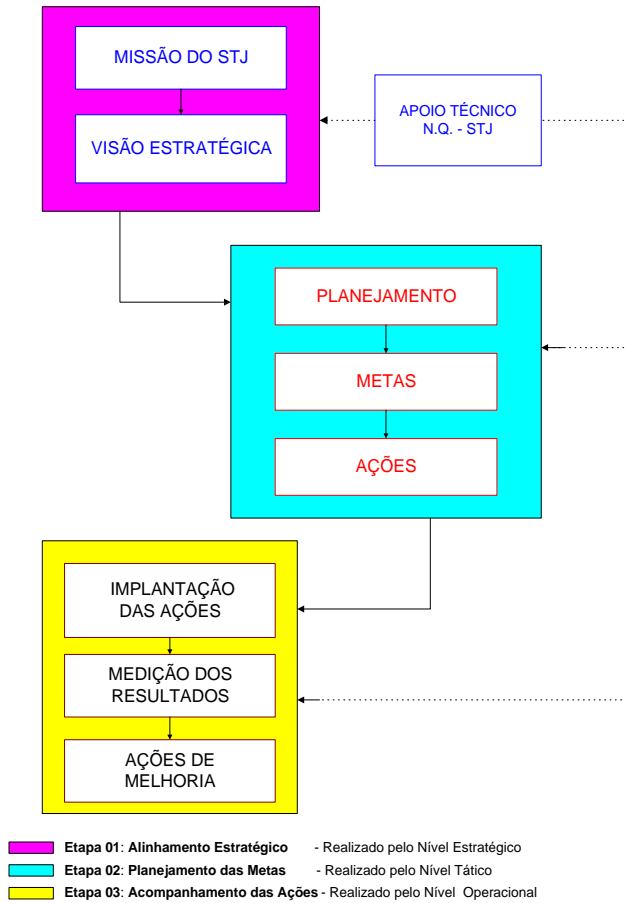 MISSÃO DO STJ
VISÃO ESTRATÉGICA
APOIO TÉCNICO
N.Q. - STJ
PLANEJAMENTO
METAS
AÇÕES
IMPLANTAÇÃO
DAS AÇÕES
MEDIÇÃO DOS
RESULTADOS
AÇÕES DE
MELHORIA
Etapa 01: Alinhamento Estratégico - Realizado pelo Nível Estratégico
Etapa 02: Planejamento das Metas - Realizado pelo Nível Tático
Etapa 03: Acompanhamento das Ações - Realizado pelo Nível Operacional